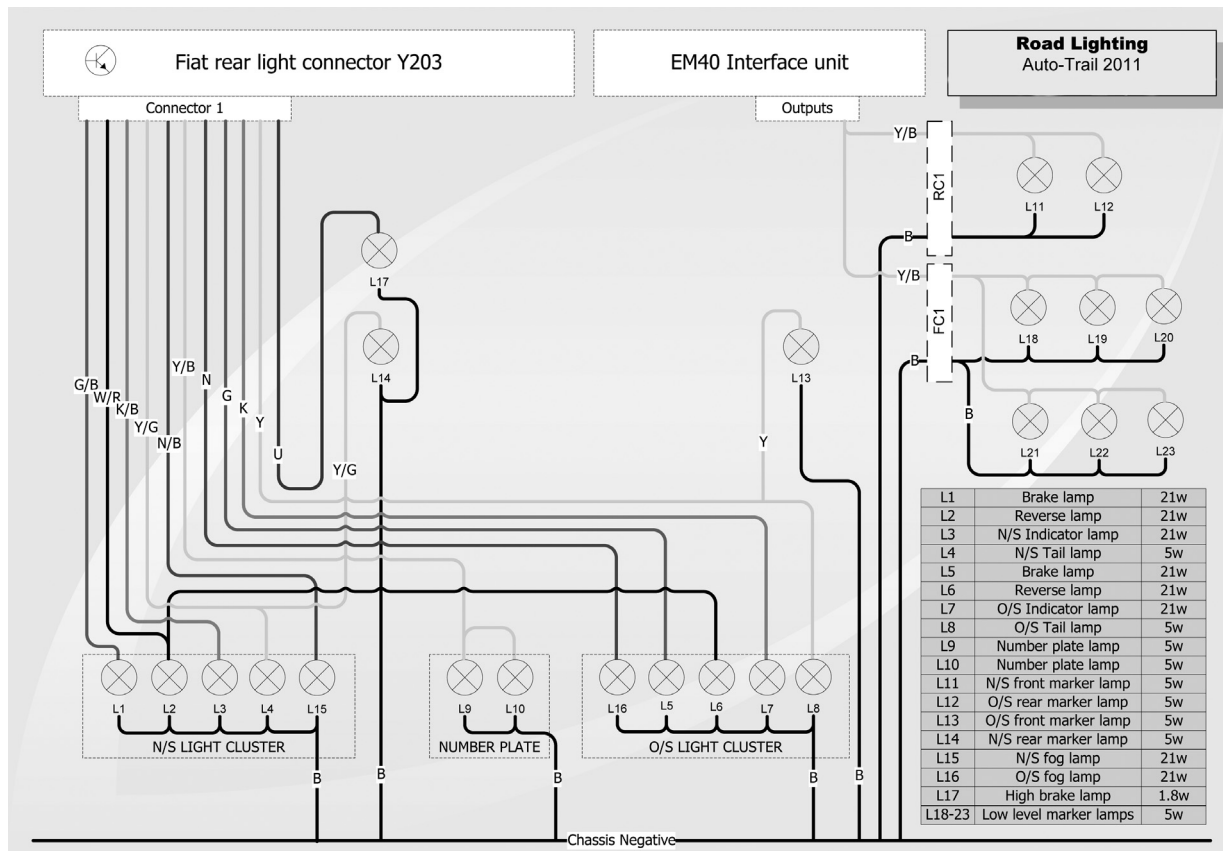 Fiat rear light connector Y203
EM40 Interface unit
Road Lighting
Auto-Trail 2011
Connector 1
Outputs
Y/B
RC1
L11
L12
B
L17
Y/B
FC1
L18
L19
L20
B
L14
L13
G/B
W/R
K/B
Y/G
N/B
Y/B
N
G
K
Y
U
Y/G
Y
B
L21
L22
L23
L1 Brake lamp 21w
L2 Reverse lamp 21w
L3 N/S Indicator lamp 21w
L4 N/S Tail lamp 5w
L5 Brake lamp 21w
L6 Reverse lamp 21w
L7 O/S Indicator lamp 21w
L8 O/S Tail lamp 5w
L9 Number plate lamp 5w
L10 Number plate lamp 5w
L11 N/S front marker lamp 5w
L12 O/S rear marker lamp 5w
L13 O/S front marker lamp 5w
L14 N/S rear marker lamp 5w
L15 N/S fog lamp 21w
L16 O/S fog lamp 21w
L17 High brake lamp 1.8w
L18-23 Low level marker lamps 5w
L1 L2 L3 L4 L15
N/S LIGHT CLUSTER
L9 L10
NUMBER PLATE
L16 L5 L6 L7 L8
O/S LIGHT CLUSTER
B
B
B
B
B
Chassis Negative